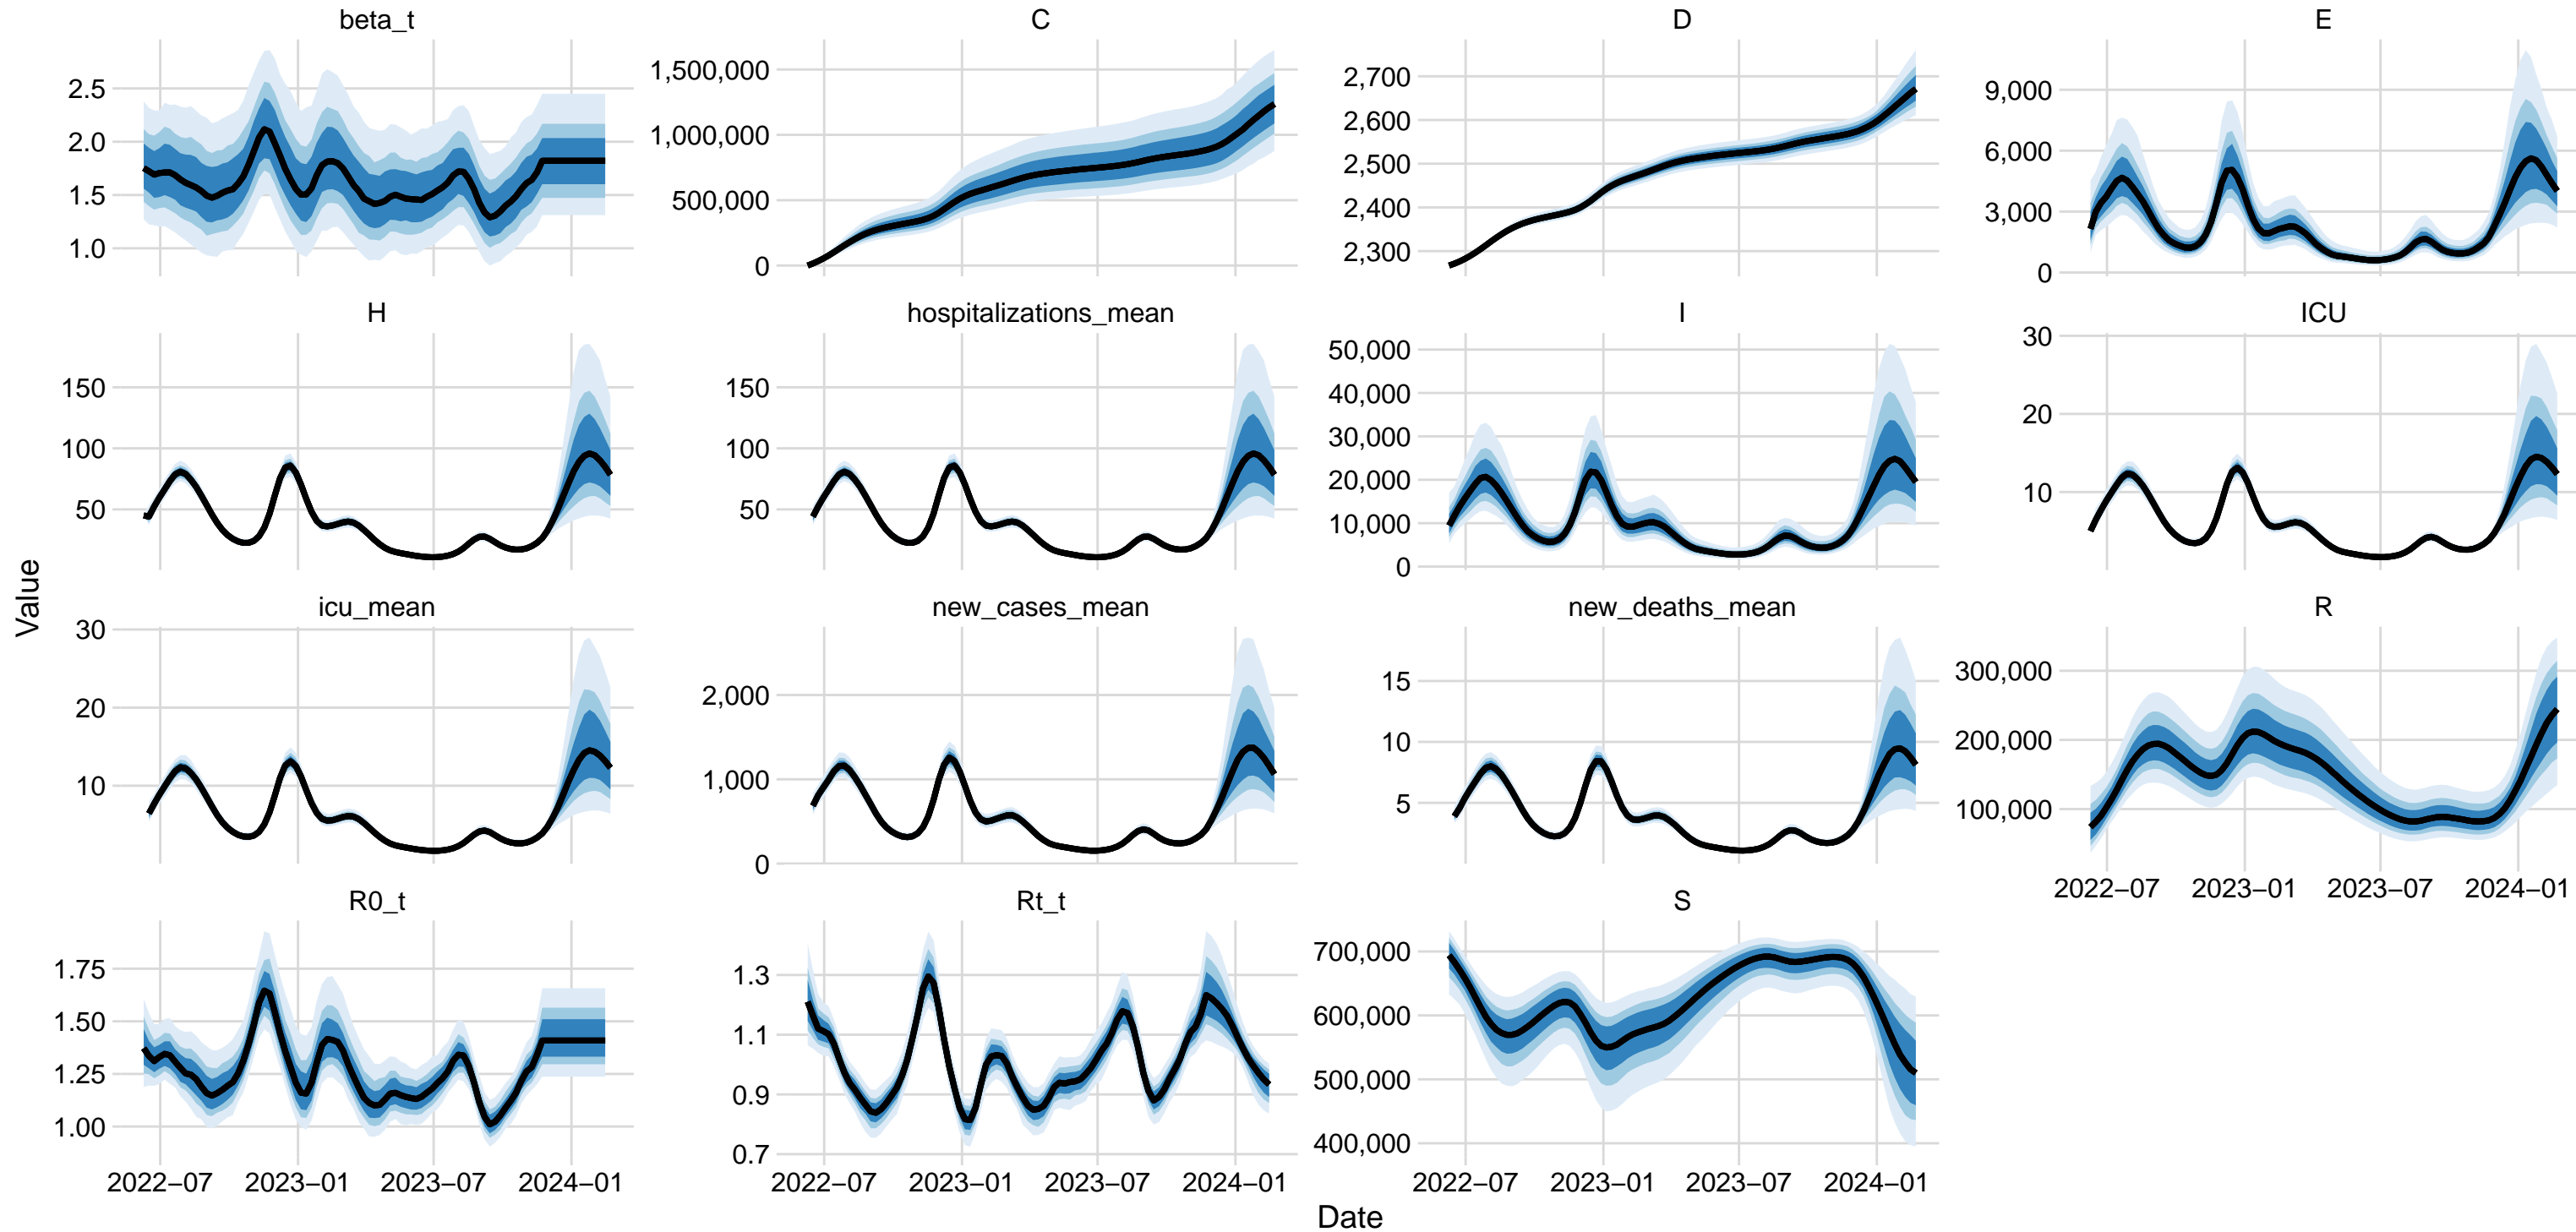 beta_t
C
D
E
2.5
2.0
1.5
1.0
1,500,000
1,000,000
500,000
0
2,700
2,600
2,500
2,400
2,300
9,000
6,000
3,000
0
H
hospitalizations_mean
I
ICU
150
100
50
150
100
50
50,000
40,000
30,000
20,000
10,000
0
30
20
10
Value
icu_mean
new_cases_mean
new_deaths_mean
R
30
20
10
2,000
1,000
0
15
10
5
300,000
200,000
100,000
2022−07 2023−01 2023−07 2024−01
R0_t
Rt_t
S
1.75
1.50
1.25
1.00
1.3
1.1
0.9
0.7
700,000
600,000
500,000
400,000
2022−07 2023−01 2023−07 2024−01
2022−07 2023−01 2023−07 2024−01
2022−07 2023−01 2023−07 2024−01
Date